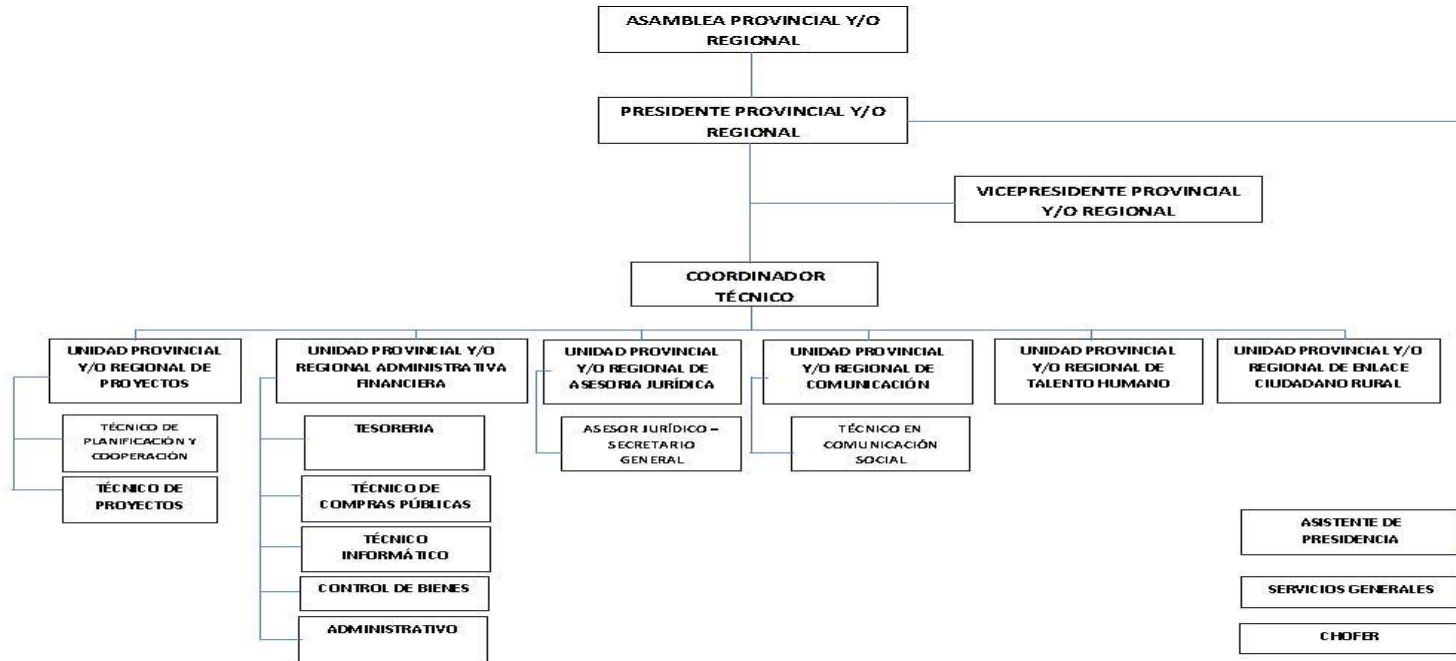 ASAMBLEA PROVINCIAL Y/O
REGIONAL
PRESIDENTE PROVINCIAL Y/O
REGIONAL
VICEPRESIDENTE PROVINCIAL
Y/O REGIONAL
COORDINADOR
TÉCNICO
UNIDAD PROVINCIAL
Y/O REGIONAL DE
PROYECTOS
TÉCNICO DE
PLANIFICACIÓN Y
COOPERACIÓN
TÉCNICO DE
PROYECTOS
UNIDAD PROVINCIAL Y/O
REGIONAL ADMINISTRATIVA
FINANCIERA
TESORERIA
TÉCNICO DE
COMPRAS PÚBLICAS
TÉCNICO
INFORMÁTICO
CONTROL DE BIENES
ADMINISTRATIVO
UNIDAD PROVINCIAL
Y/O REGIONAL DE
ASESORIA JURÍDICA
ASESOR JURÍDICO –
SECRETARIO
GENERAL
UNIDAD PROVINCIAL
Y/O REGIONAL DE
COMUNICACIÓN
TÉCNICO EN
COMUNICACIÓN
SOCIAL
UNIDAD PROVINCIAL
Y/O REGIONAL DE
TALENTO HUMANO
UNIDAD PROVINCIAL Y/O
REGIONAL DE ENLACE
CIUDADANO RURAL
ASISTENTE DE
PRESIDENCIA
SERVICIOS GENERALES
CHOFER